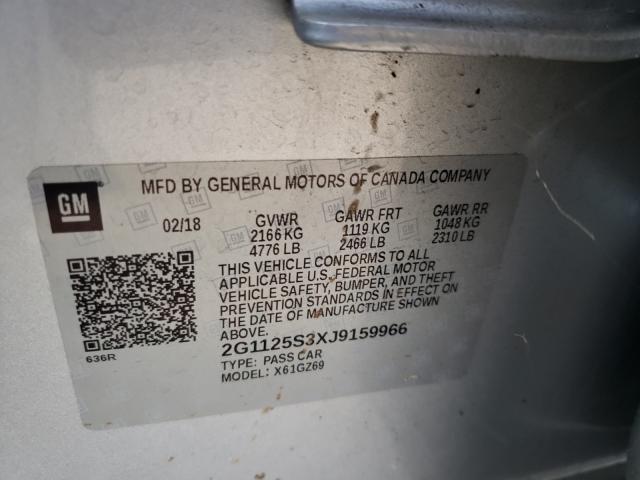 GM
MFD BY GENERAL MOTORS OF CANADA COMPANY
02/18 GVWR GAWR FRT GAWR RR
2166 KG 1119 KG 1048 KG
4776 LB 2466 LB 2310 LB
THIS VEHICLE CONFORMS TO ALL
APPLICABLE U.S. FEDERAL MOTOR
VEHICLE SAFETY, BUMPER, AND THEFT
PREVENTION STANDARDS IN EFFECT ON
THE DATE OF MANUFACTURE SHOWN
ABOVE.
2G1125S3XJ9159966
TYPE: PASS CAR
MODEL: X61GZ69
636R